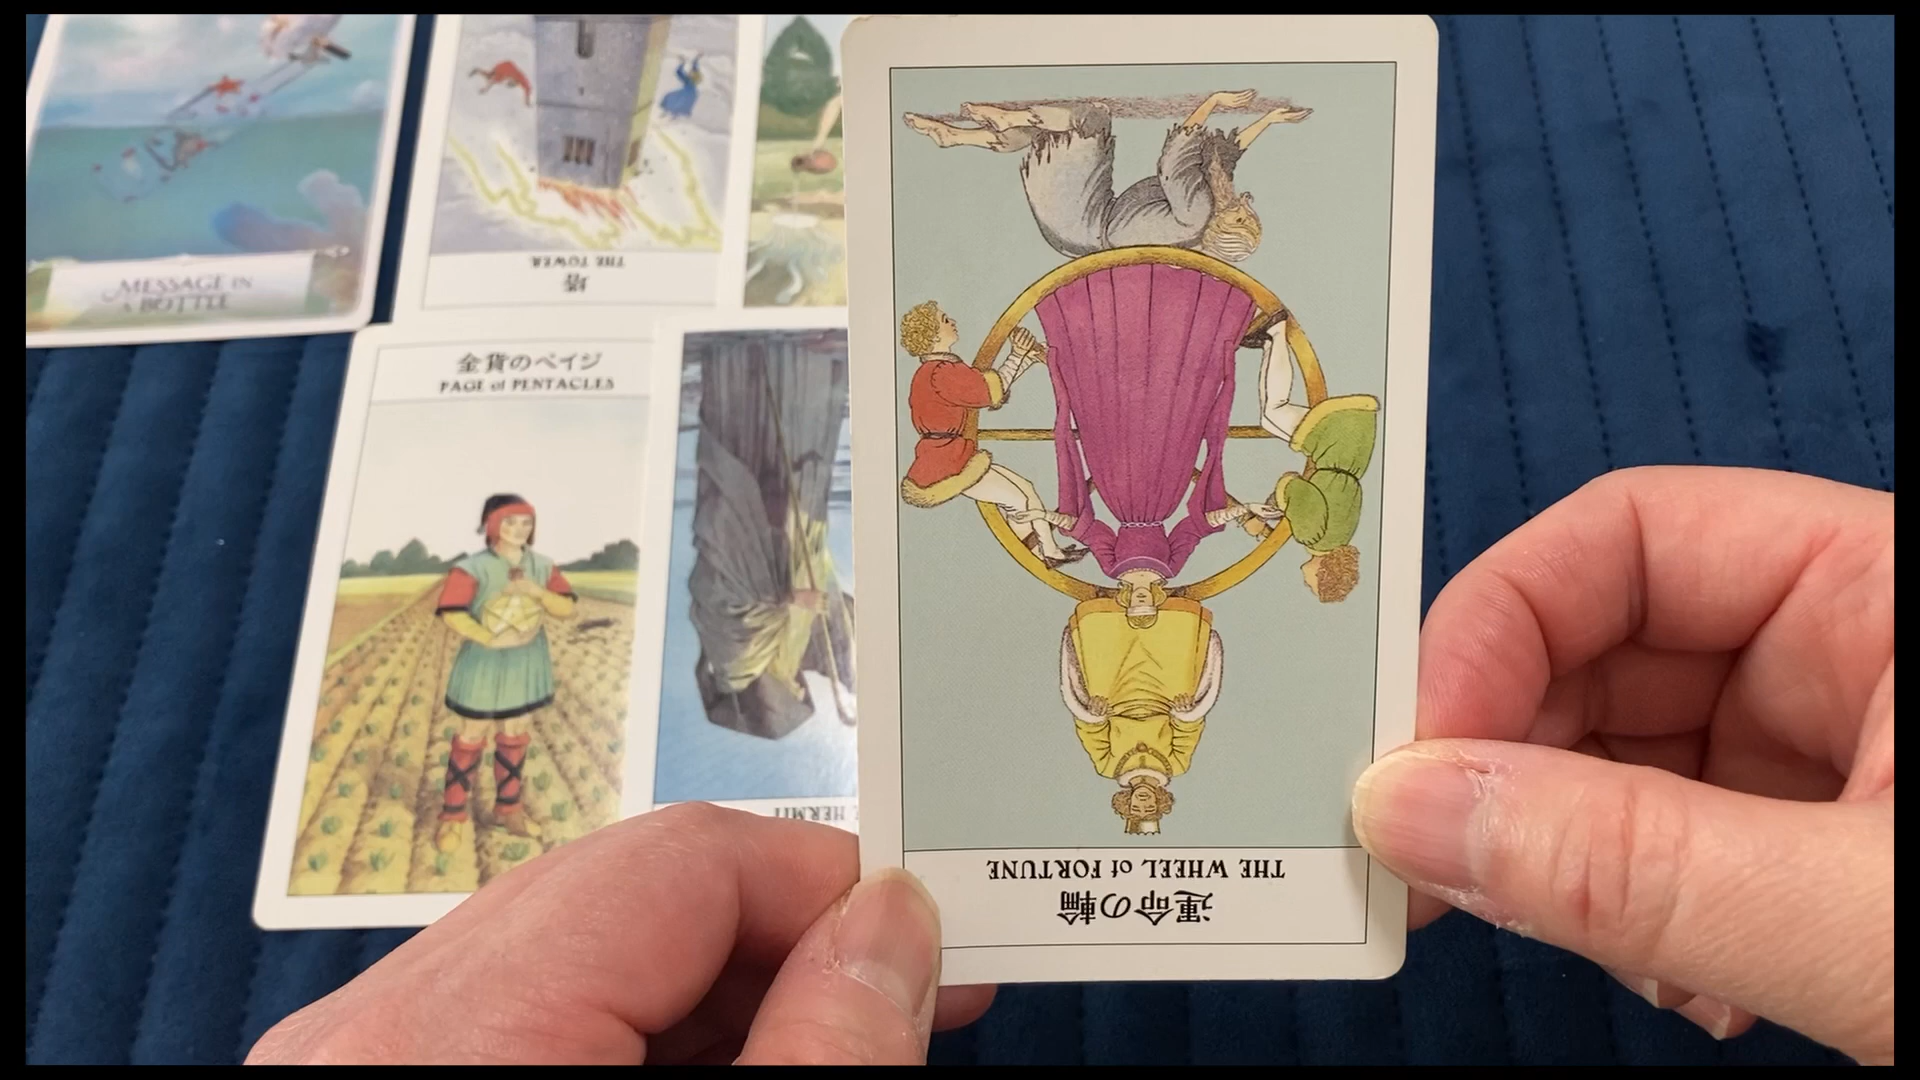 MESSAGE IN
A BOTTLE
THE TOWER
塔
金貨のペイジ
PAGE of PENTACLES
HERMIT
THE WHEEL of FORTUNE
運命の輪